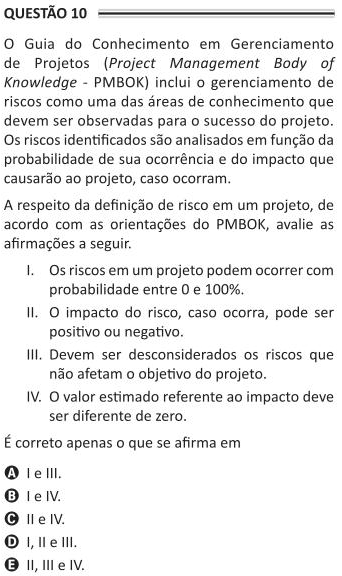 QUESTÃO 10
O Guia do Conhecimento em Gerenciamento
de Projetos (Project Management Body of
Knowledge - PMBOK) inclui o gerenciamento de
riscos como uma das áreas de conhecimento que
devem ser observadas para o sucesso do projeto.
Os riscos identificados são analisados em função da
probabilidade de sua ocorrência e do impacto que
causarão ao projeto, caso ocorram.
A respeito da definição de risco em um projeto, de
acordo com as orientações do PMBOK, avalie as
afirmações a seguir.
I. Os riscos em um projeto podem ocorrer com
probabilidade entre 0 e 100%.
II. O impacto do risco, caso ocorra, pode ser
positivo ou negativo.
III. Devem ser desconsiderados os riscos que
não afetam o objetivo do projeto.
IV. O valor estimado referente ao impacto deve
ser diferente de zero.
É correto apenas o que se afirma em
A I e III.
B I e IV.
C II e IV.
D I, II e III.
E II, III e IV.